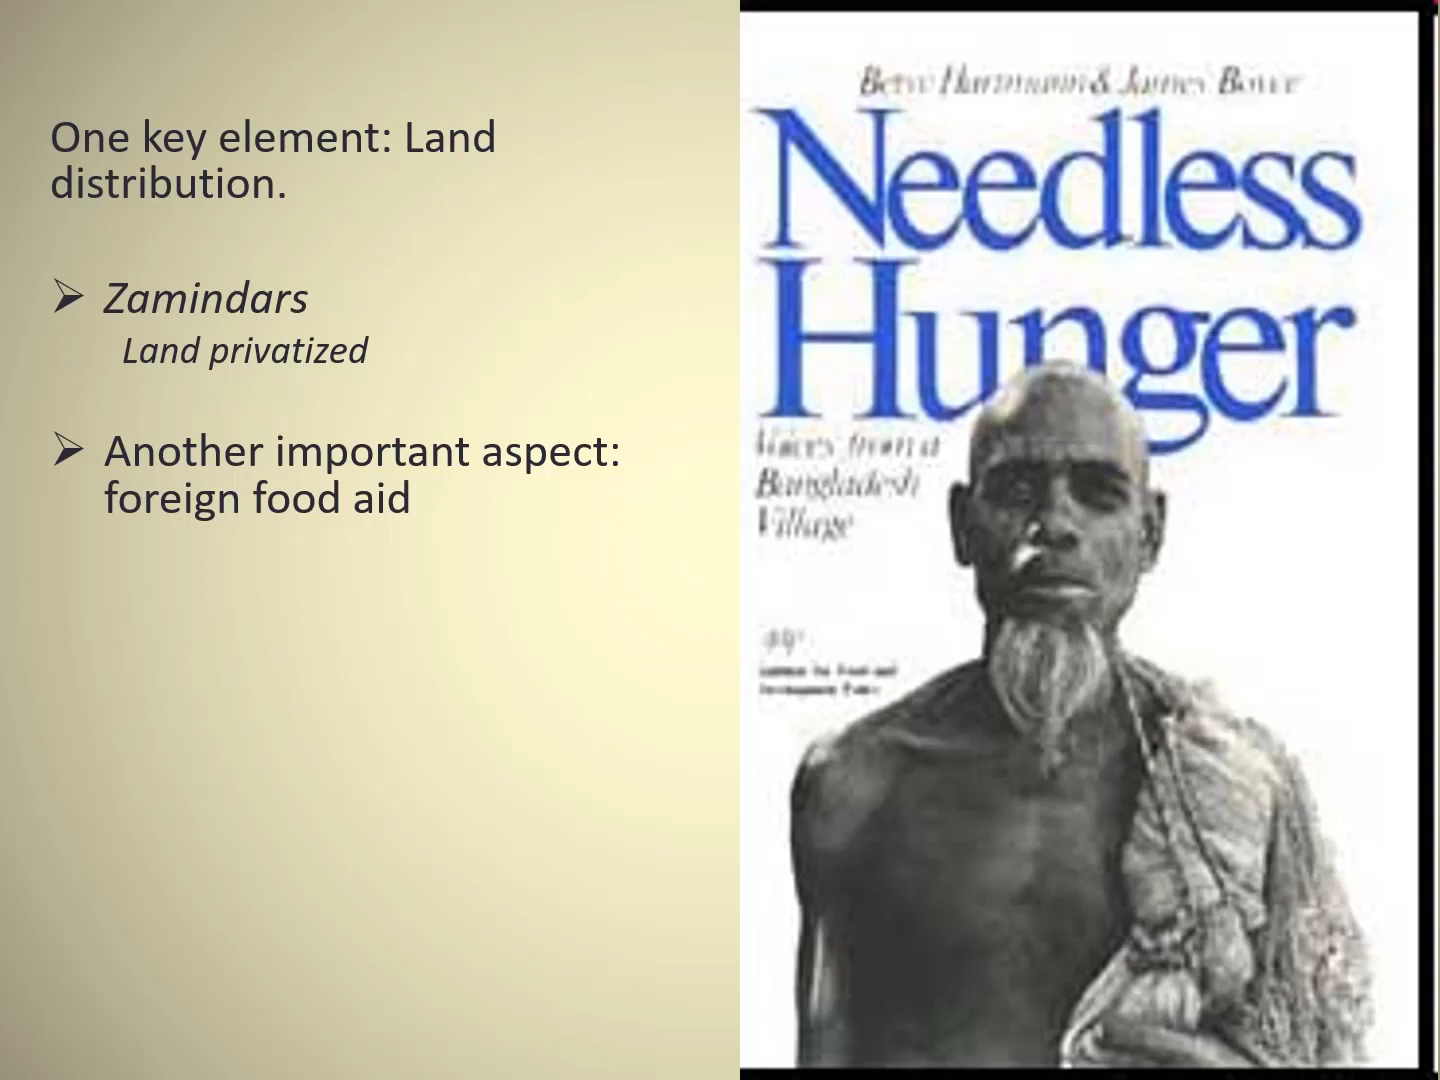 One key element: Land
distribution.
Zamindars
Land privatized
Another important aspect:
foreign food aid
Betsy Hartmann & James Boyce
Needless
Hunger
Voices from a
Bangladesh
Village